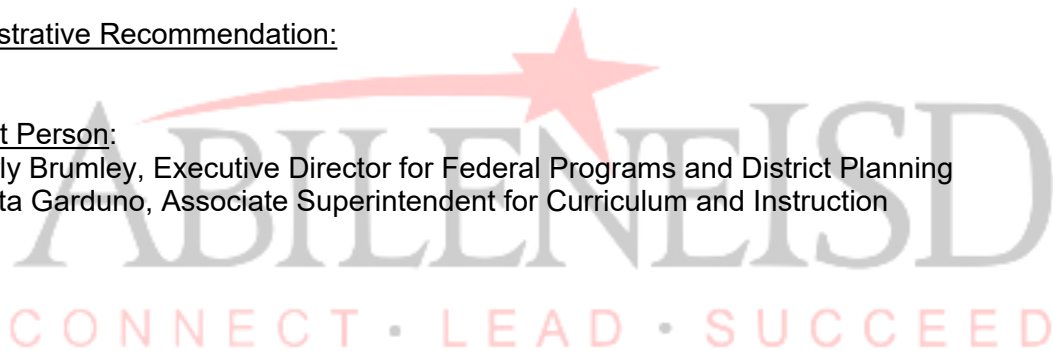 strative Recommendation:
t Person:
ly Brumley, Executive Director for Federal Programs and District Planning
ta Garduno, Associate Superintendent for Curriculum and Instruction
ABILENEISD
CONNECT • LEAD • SUCCEED